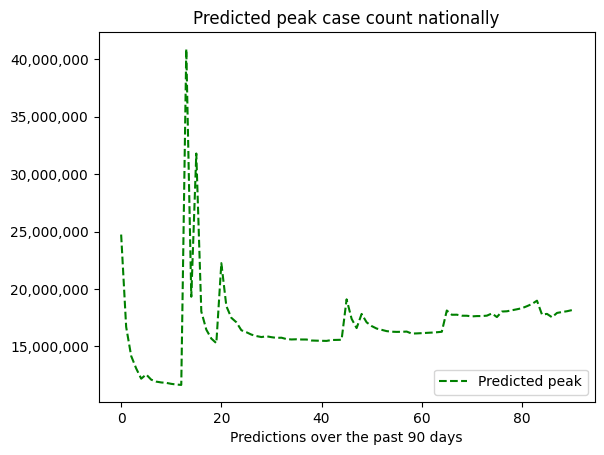 Predicted peak case count nationally
40,000,000
35,000,000
30,000,000
25,000,000
20,000,000
15,000,000
Predicted peak
0 20 40 60 80
Predictions over the past 90 days